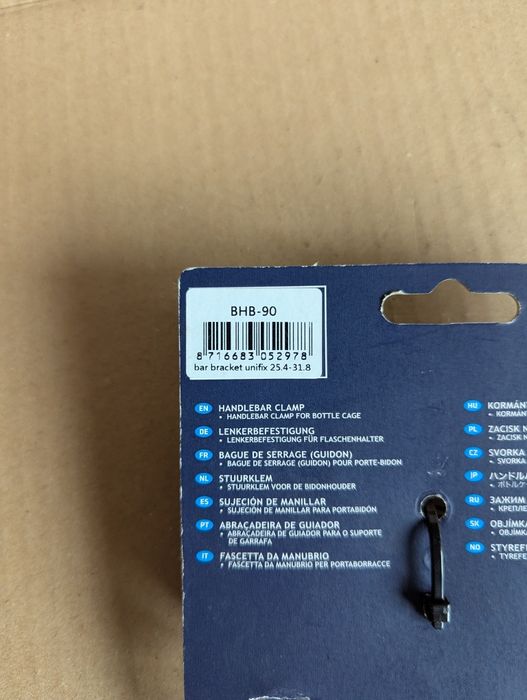 BHB-90
8 716683 052978
bar bracket unifix 25.4-31.8
EN HANDLEBAR CLAMP
• HANDLEBAR CLAMP FOR BOTTLE CAGE
DE LENKERBEFESTIGUNG
• LENKERBEFESTIGUNG FÜR FLASCHENHALTER
FR BAGUE DE SERRAGE (GUIDON)
• BAGUE DE SERRAGE (GUIDON) POUR PORTE-BIDON
NL STUURKLEM
• STUURKLEM VOOR DE BIDONHOUDER
ES SUJECIÓN DE MANILLAR
• SUJECIÓN DE MANILLAR PARA PORTABIDÓN
PT ABRAÇADEIRA DE GUIADOR
• ABRAÇADEIRA DE GUIADOR PARA O SUPORTE
DE GARRAFA
IT FASCETTA DA MANUBRIO
• FASCETTA DA MANUBRIO PER PORTABORRACCE
HU
PL ZACISK
• ZACISK
CZ SVORKA
• SVORKA
JP
RU ЗАЖИМ
•
SK
NO